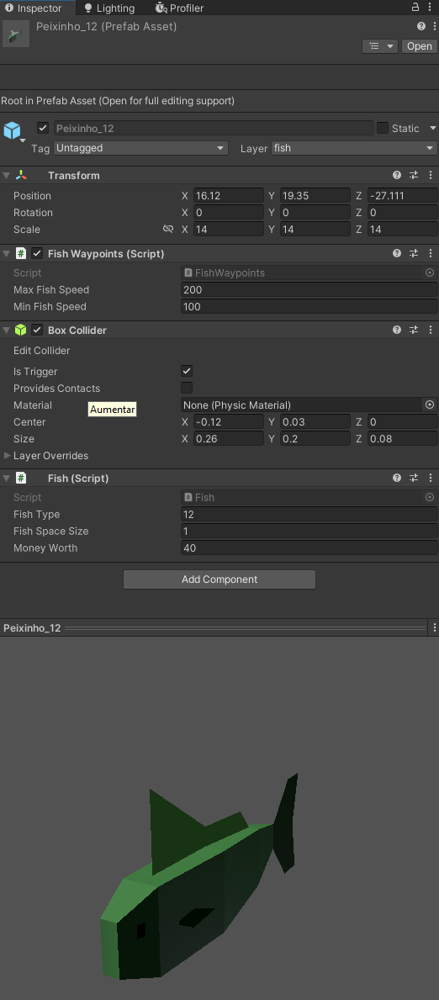 Inspector Lighting Profiler
Peixinho_12 (Prefab Asset)
Open
Root in Prefab Asset (Open for full editing support)
Peixinho_12 Static
Tag Untagged Layer fish
Transform
Position X 16.12 Y 19.35 Z -27.111
Rotation X 0 Y 0 Z 0
Scale X 14 Y 14 Z 14
# Fish Waypoints (Script)
Script FishWaypoints
Max Fish Speed 200
Min Fish Speed 100
Box Collider
Edit Collider
Is Trigger
Provides Contacts
Material None (Physic Material)
Aumentar
Center X -0.12 Y 0.03 Z 0
Size X 0.26 Y 0.2 Z 0.08
Layer Overrides
# Fish (Script)
Script Fish
Fish Type 12
Fish Space Size 1
Money Worth 40
Add Component
Peixinho_12